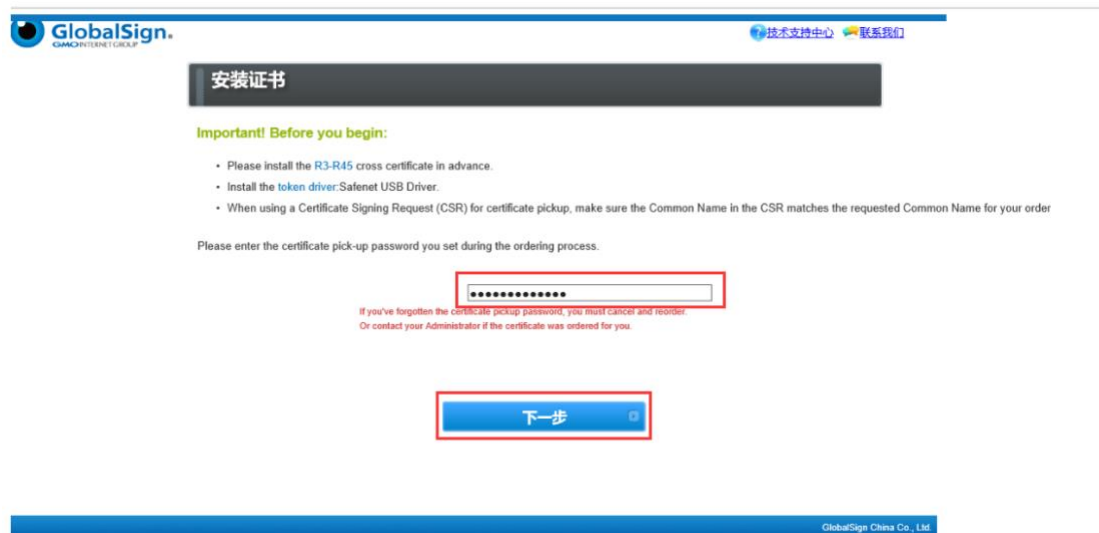 GlobalSign.
GMO INTERNET GROUP
技术支持中心 联系我们
安装证书
Important! Before you begin:
• Please install the R3-R45 cross certificate in advance.
• Install the token driver:Safenet USB Driver.
• When using a Certificate Signing Request (CSR) for certificate pickup, make sure the Common Name in the CSR matches the requested Common Name for your order
Please enter the certificate pick-up password you set during the ordering process.
•••••••••••••
If you've forgotten the certificate pickup password, you must cancel and reorder.
Or contact your Administrator if the certificate was ordered for you.
下一步
GlobalSign China Co., Ltd.